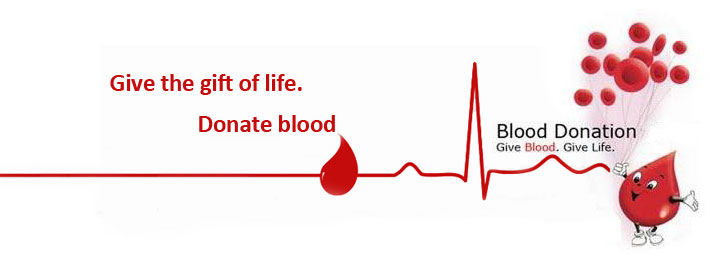 Give the gift of life.
Donate blood
Blood Donation
Give Blood. Give Life.